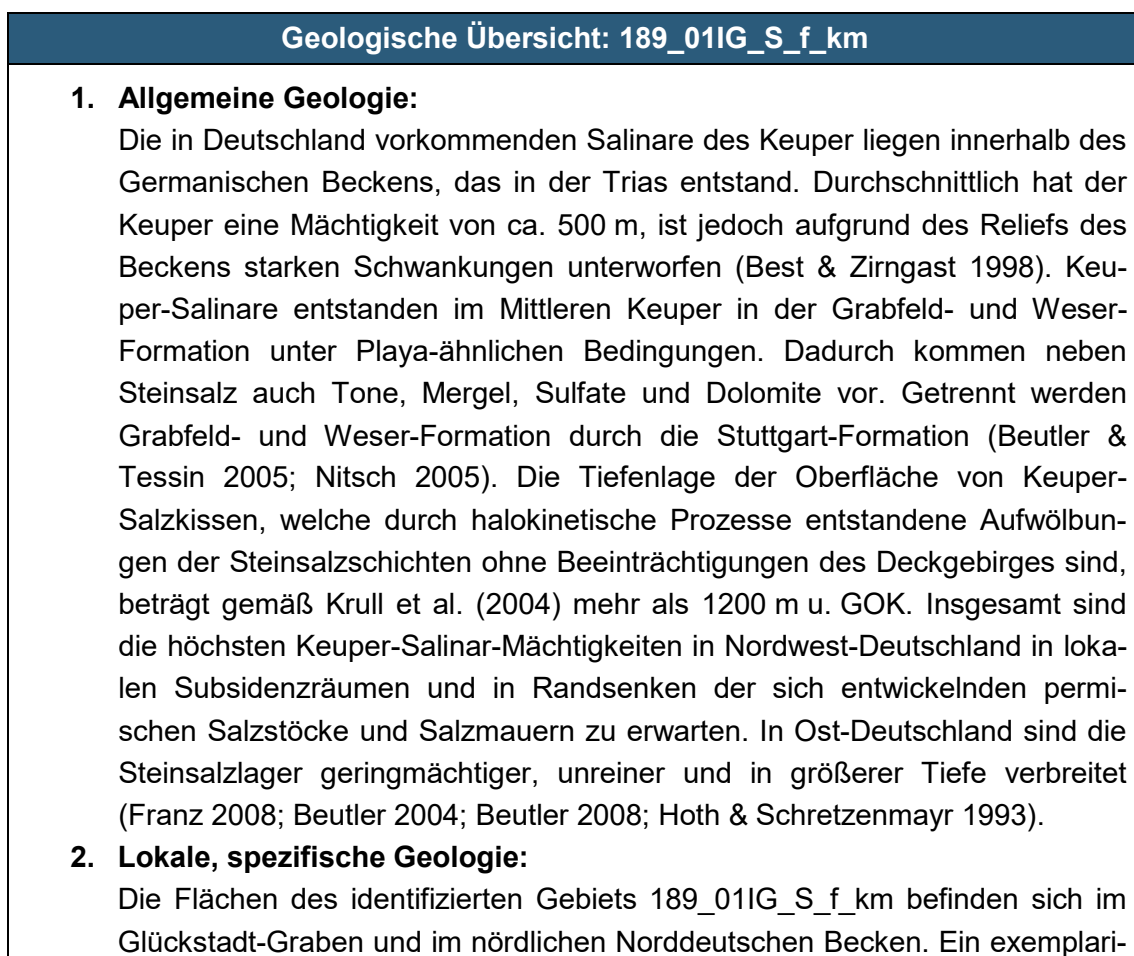 Geologische Übersicht: 189_01IG_S_f_km
1. Allgemeine Geologie:
Die in Deutschland vorkommenden Salinare des Keuper liegen innerhalb des
Germanischen Beckens, das in der Trias entstand. Durchschnittlich hat der
Keuper eine Mächtigkeit von ca. 500 m, ist jedoch aufgrund des Reliefs des
Beckens starken Schwankungen unterworfen (Best & Zirngast 1998). Keu-
per-Salinare entstanden im Mittleren Keuper in der Grabfeld- und Weser-
Formation unter Playa-ähnlichen Bedingungen. Dadurch kommen neben
Steinsalz auch Tone, Mergel, Sulfate und Dolomite vor. Getrennt werden
Grabfeld- und Weser-Formation durch die Stuttgart-Formation (Beutler &
Tessin 2005; Nitsch 2005). Die Tiefenlage der Oberfläche von Keuper-
Salzkissen, welche durch halokinetische Prozesse entstandene Aufwölbun-
gen der Steinsalzschichten ohne Beeinträchtigungen des Deckgebirges sind,
beträgt gemäß Krull et al. (2004) mehr als 1200 m u. GOK. Insgesamt sind
die höchsten Keuper-Salinar-Mächtigkeiten in Nordwest-Deutschland in loka-
len Subsidenzräumen und in Randsenken der sich entwickelnden permi-
schen Salzstöcke und Salzmauern zu erwarten. In Ost-Deutschland sind die
Steinsalzlager geringmächtiger, unreiner und in größerer Tiefe verbreitet
(Franz 2008; Beutler 2004; Beutler 2008; Hoth & Schretzenmayr 1993).
2. Lokale, spezifische Geologie:
Die Flächen des identifizierten Gebiets 189_01IG_S_f_km befinden sich im
Glückstadt-Graben und im nördlichen Norddeutschen Becken. Ein exemplari-